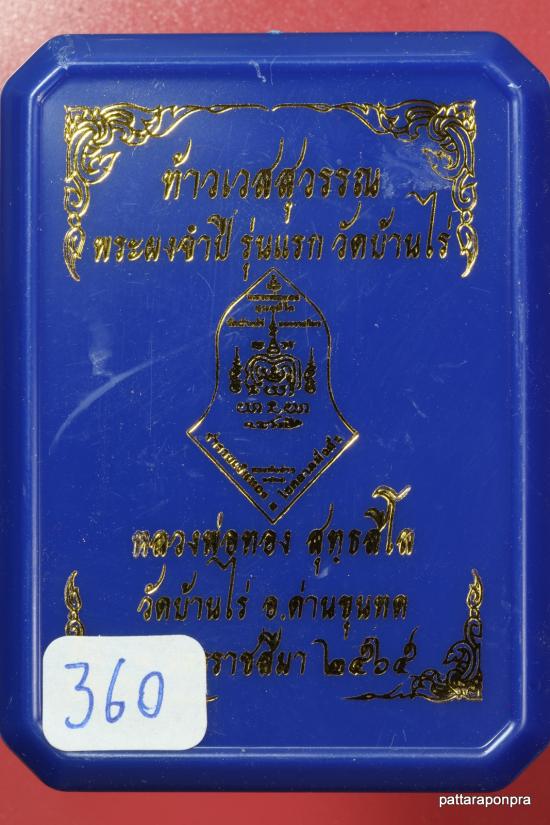 ท้าวเวสสุวรรณ
พระผงจำปี รุ่นแรก วัดบ้านไร่
หลวงพ่อทอง สุทธสีโล
วัดบ้านไร่ อ.ด่านขุนทด
ราชสีมา ๒๕๖๕
360
pattaraponpra